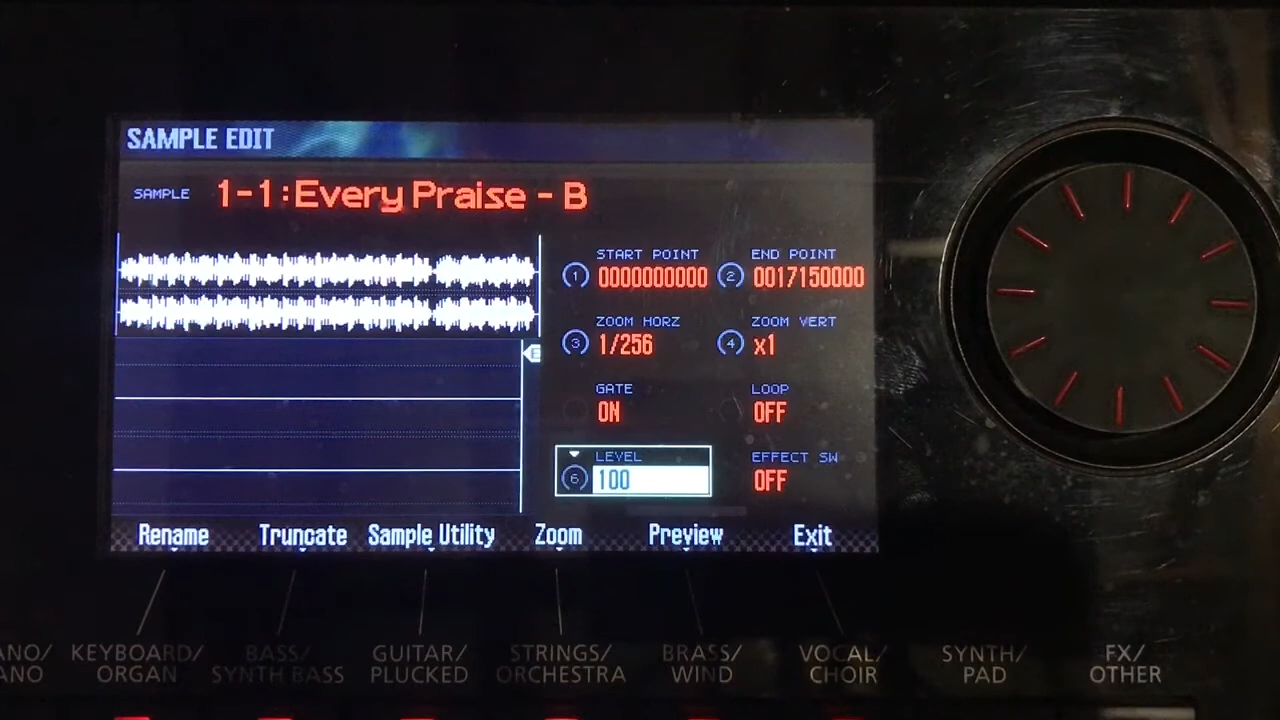 SAMPLE EDIT
SAMPLE 1-1:Every Praise - B
START POINT END POINT
1 0000000000 2 0017150000
ZOOM HORZ ZOOM VERT
3 1/256 4 x1
E
GATE LOOP
ON OFF
LEVEL EFFECT SW
6 100 OFF
Rename Truncate Sample Utility Zoom Preview Exit
ANO/ KEYBOARD/ BASS/ GUITAR/ STRINGS/ BRASS/ VOCAL/ SYNTH/ FX/
ANO ORGAN SYNTH BASS PLUCKED ORCHESTRA WIND CHOIR PAD OTHER